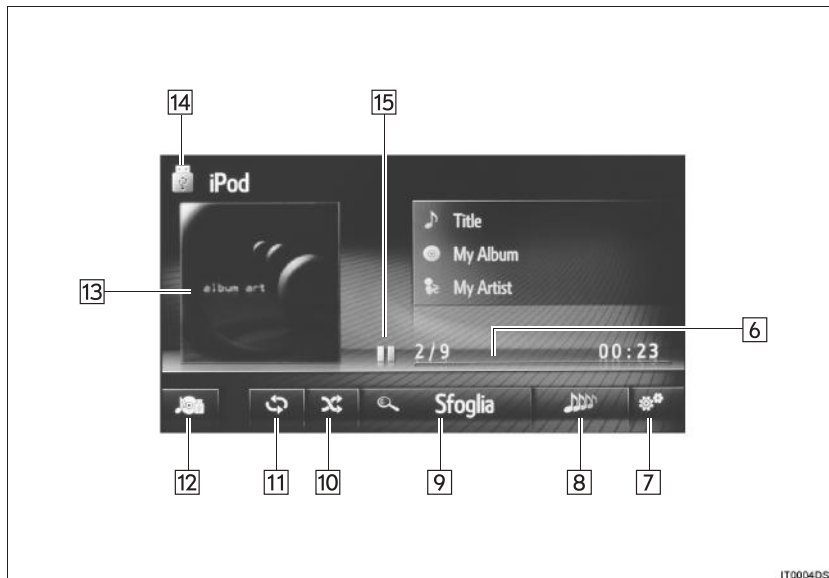 14
15
iPod
Title
My Album
My Artist
album art
13
6
2/9
00:23
Sfoglia
12
11
10
9
8
7
IT0004DS